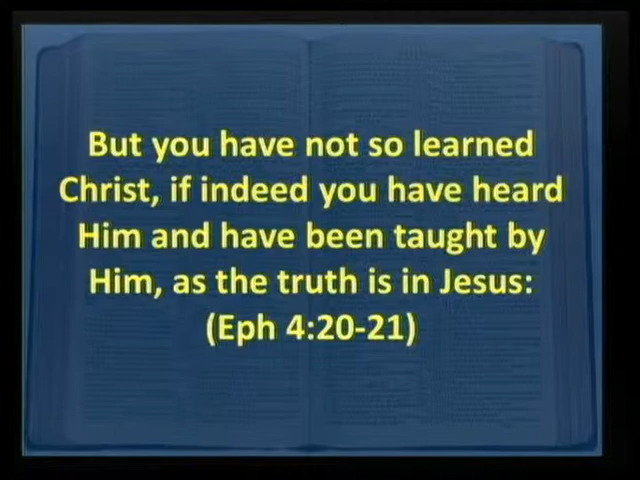 But you have not so learned
Christ, if indeed you have heard
Him and have been taught by
Him, as the truth is in Jesus:
(Eph 4:20-21)